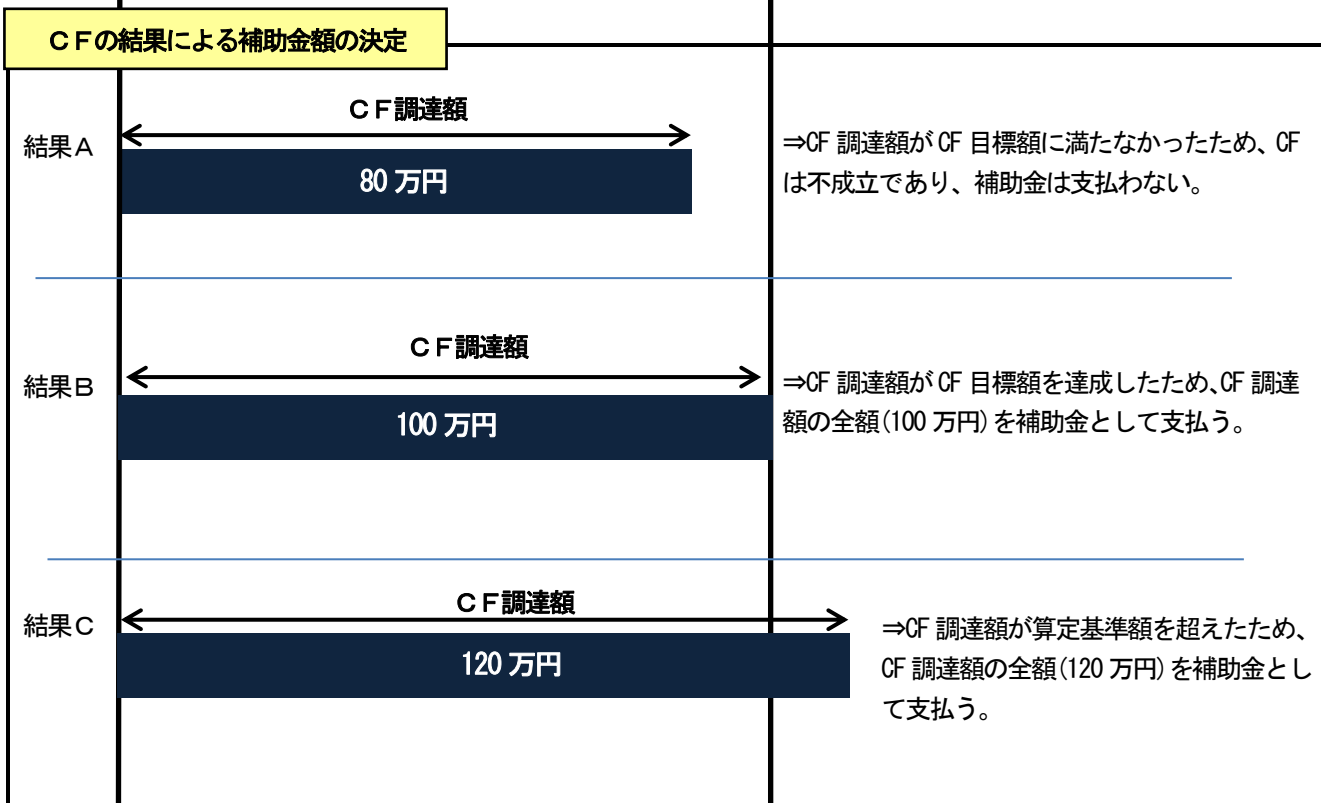 ＣＦの結果による補助金額の決定
ＣＦ調達額
結果Ａ
80 万円
⇒CF 調達額が CF 目標額に満たなかったため、CF
は不成立であり、補助金は支払わない。
ＣＦ調達額
結果Ｂ
100 万円
⇒CF 調達額が CF 目標額を達成したため、CF 調達
額の全額(100 万円)を補助金として支払う。
ＣＦ調達額
結果Ｃ
120 万円
⇒CF 調達額が算定基準額を超えたため、
CF 調達額の全額(120 万円)を補助金とし
て支払う。